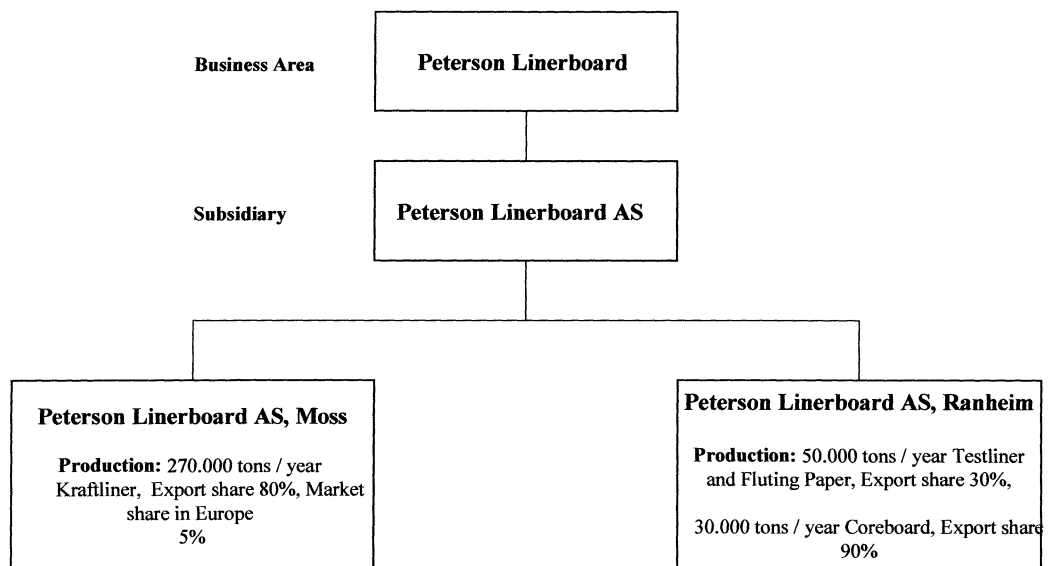 Business Area
Peterson Linerboard
Subsidiary
Peterson Linerboard AS
Peterson Linerboard AS, Moss
Production: 270.000 tons / year
Kraftliner, Export share 80%, Market
share in Europe
5%
Peterson Linerboard AS, Ranheim
Production: 50.000 tons / year Testliner
and Fluting Paper, Export share 30%,
30.000 tons / year Coreboard, Export share
90%